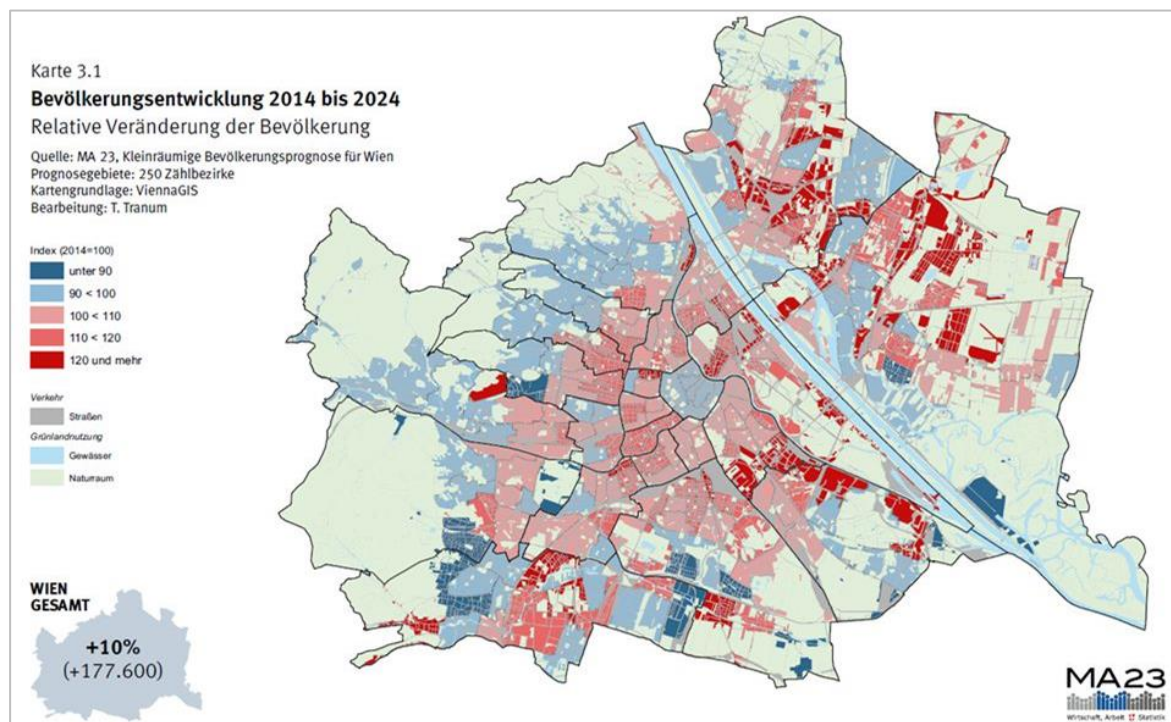 Karte 3.1
Bevölkerungsentwicklung 2014 bis 2024
Relative Veränderung der Bevölkerung
Quelle: MA 23, Kleinräumige Bevölkerungsprognose für Wien
Prognosegebiete: 250 Zählbezirke
Kartengrundlage: ViennaGIS
Bearbeitung: T. Tranum
Index (2014=100)
unter 90
90 < 100
100 < 110
110 < 120
120 und mehr
Verkehr
Straßen
Grünlandnutzung
Gewässer
Naturraum
WIEN
GESAMT
+10%
(+177.600)
MA23
Wirtschaft, Arbeit Statistik